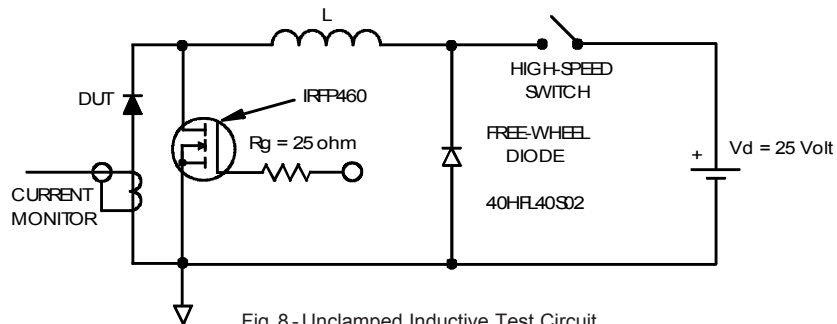 L
HIGH-SPEED
SWITCH
DUT
IRFP460
Rg = 25 ohm
FREE-WHEEL
DIODE
+
Vd = 25 Volt
40HFL40S02
CURRENT
MONITOR
Fig. 8 - Unclamped Inductive Test Circuit